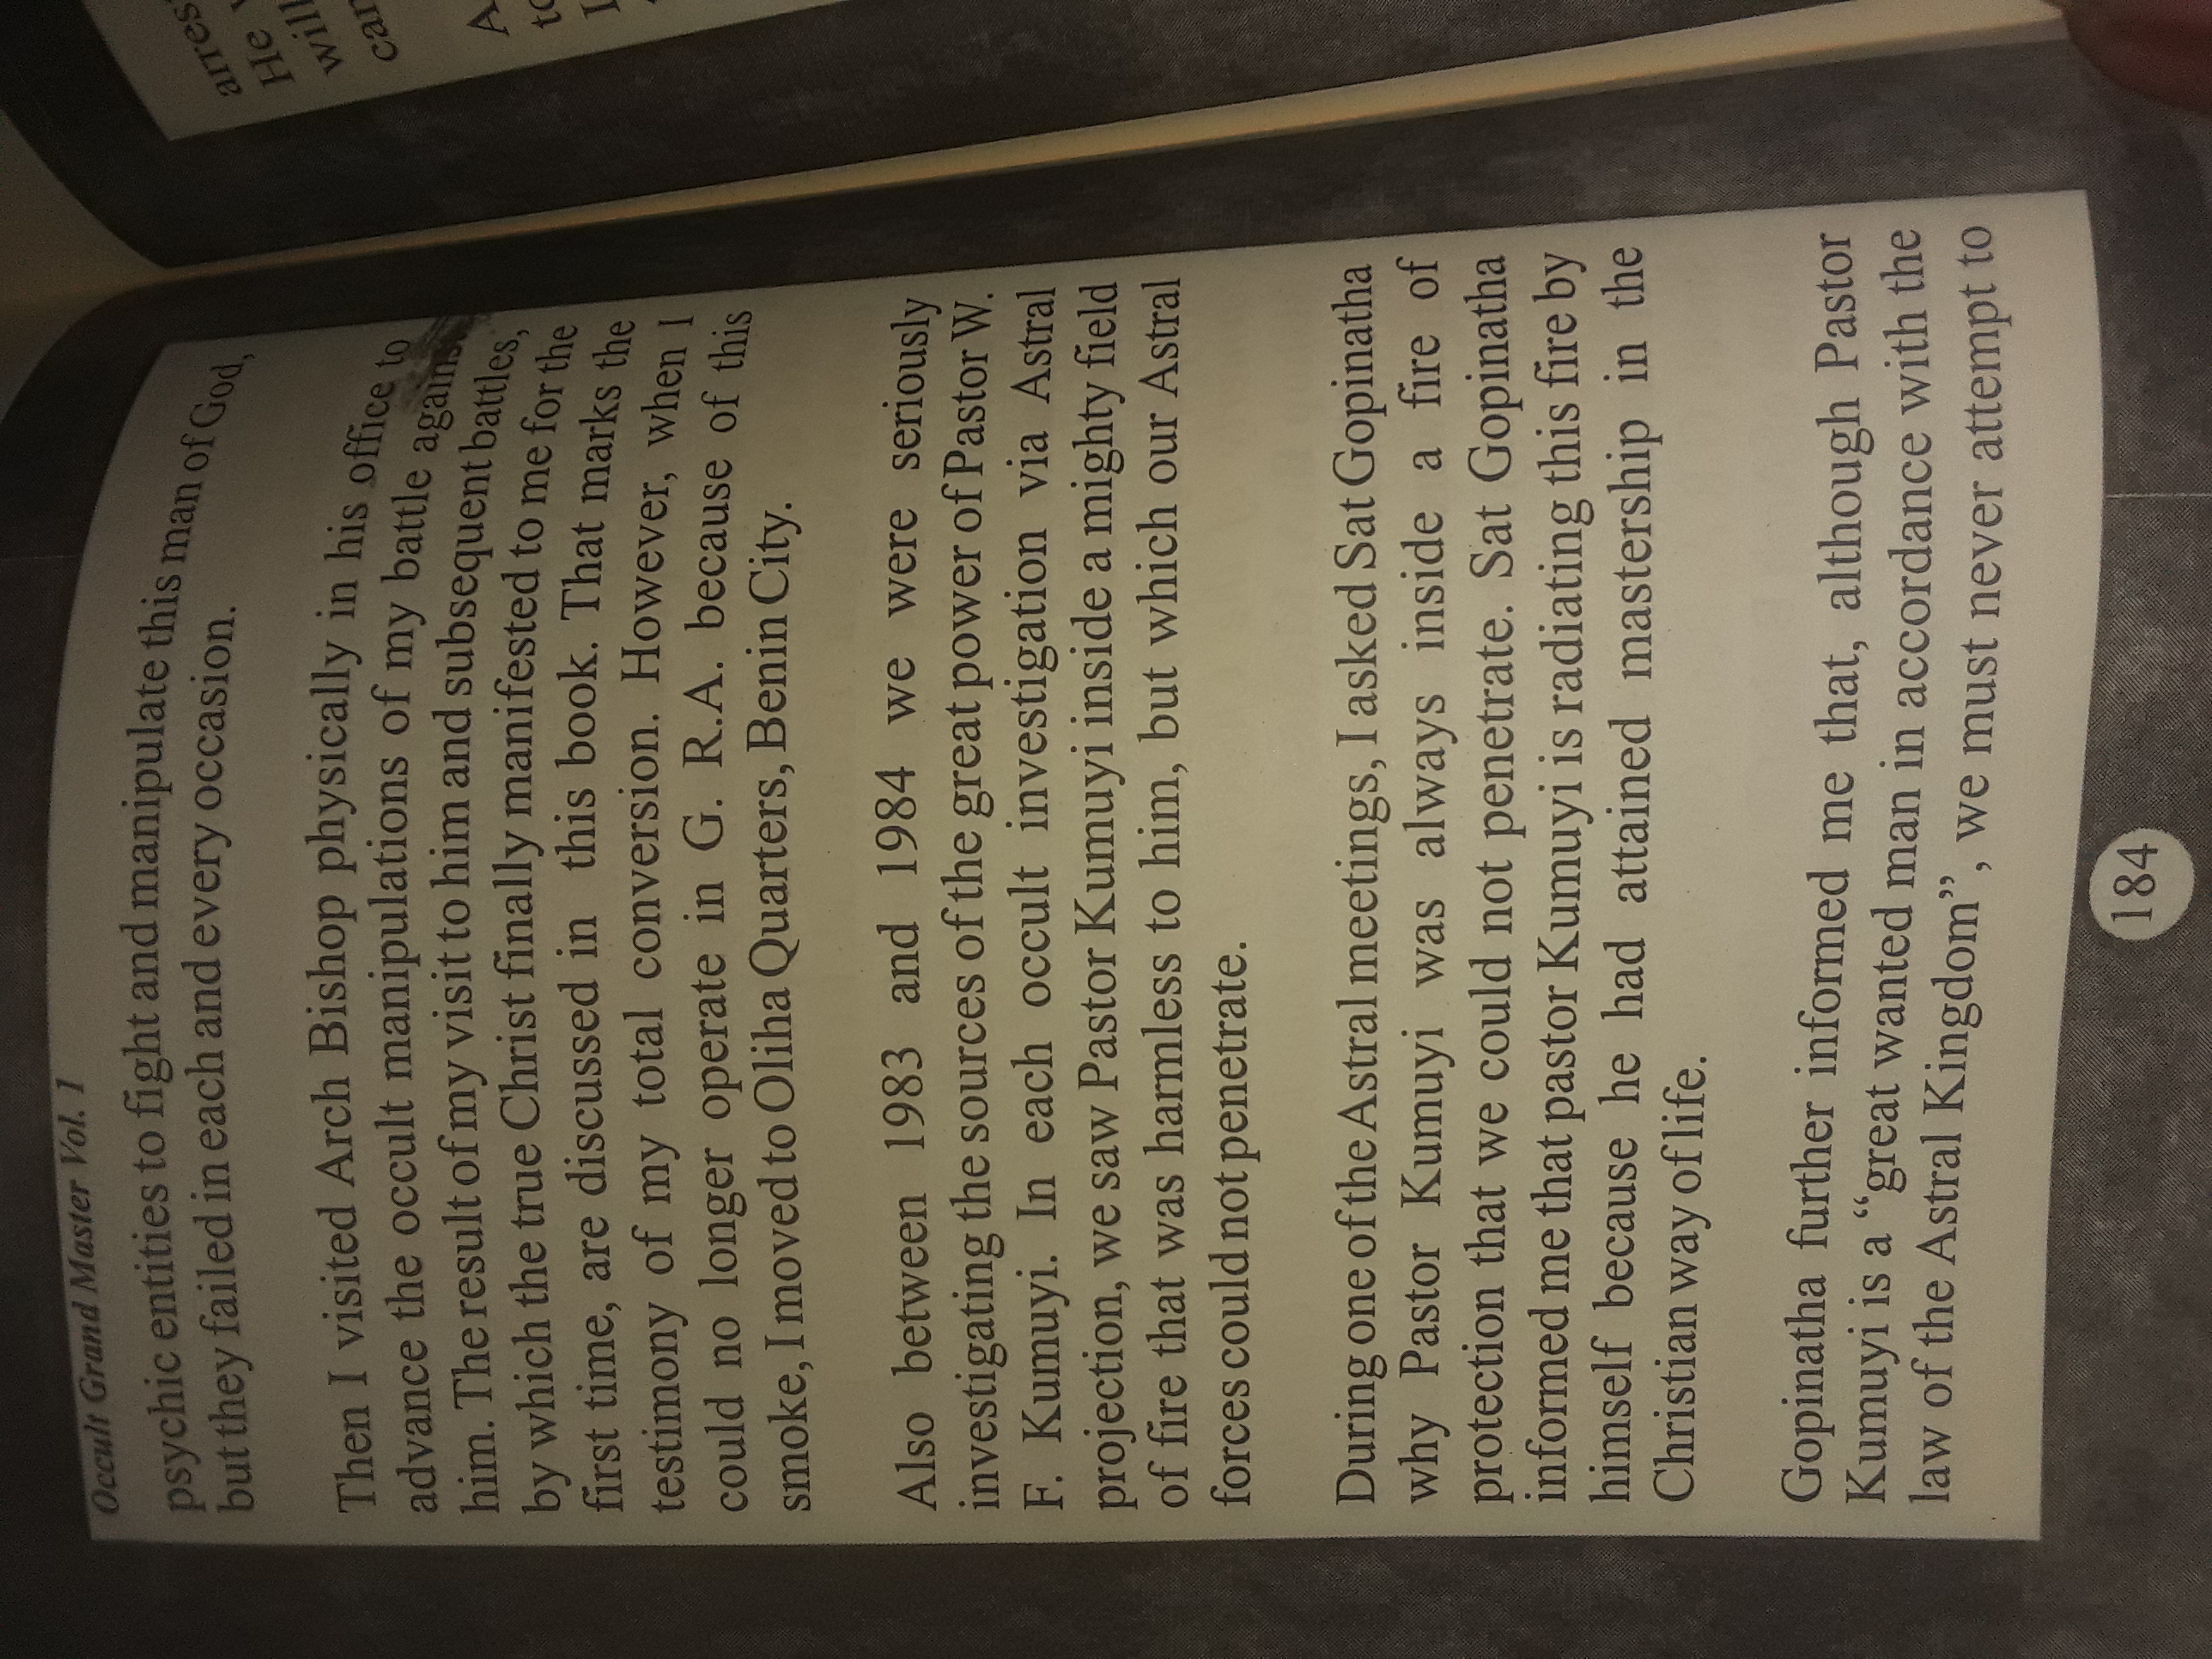 Occult Grand Master Vol. 1
psychic entities to fight and manipulate this man of God,
but they failed in each and every occasion.
Then I visited Arch Bishop physically in his office to
advance the occult manipulations of my battle agains
him. The result of my visit to him and subsequent battles,
by which the true Christ finally manifested to me for the
first time, are discussed in this book. That marks the
testimony of my total conversion. However, when I
could no longer operate in G. R.A. because of this
smoke, I moved to Oliha Quarters, Benin City.
Also between 1983 and 1984 we were seriously
investigating the sources of the great power of Pastor W.
F. Kumuyi. In each occult investigation via Astral
projection, we saw Pastor Kumuyi inside a mighty field
of fire that was harmless to him, but which our Astral
forces could not penetrate.
During one of the Astral meetings, I asked Sat Gopinatha
why Pastor Kumuyi was always inside a fire of
protection that we could not penetrate. Sat Gopinatha
informed me that pastor Kumuyi is radiating this fire by
himself because he had attained mastership in the
Christian way of life.
Gopinatha further informed me that, although Pastor
Kumuyi is a “great wanted man in accordance with the
law of the Astral Kingdom”, we must never attempt to
184
arres
He
will
can
A
to